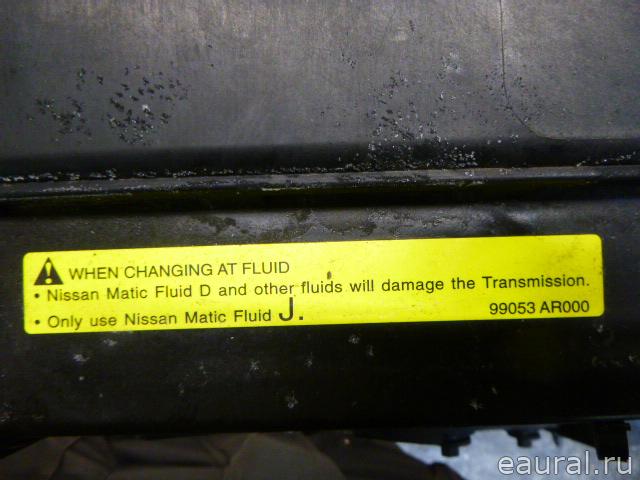 WHEN CHANGING AT FLUID
• Nissan Matic Fluid D and other fluids will damage the Transmission.
• Only use Nissan Matic Fluid J.
99053 AR000
eaural.ru